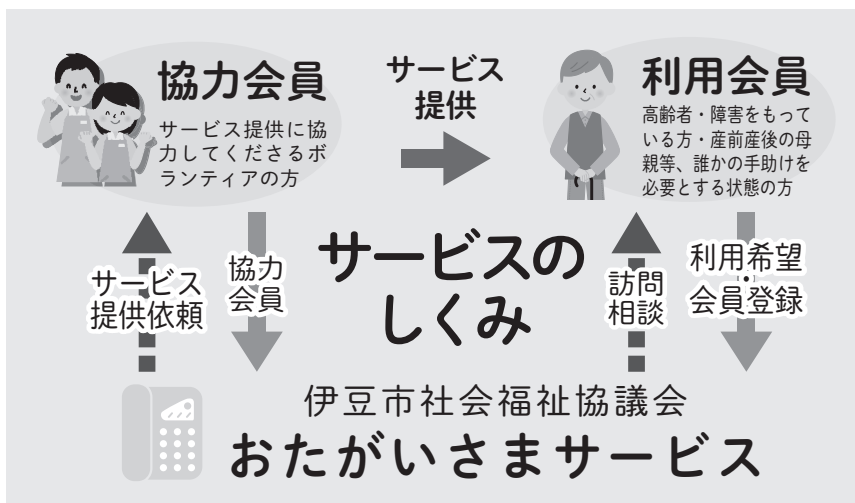 協力会員
サービス提供に協
力してくださるボ
ランティアの方
サービス
提供
利用会員
高齢者・障害をもって
いる方・産前産後の母
親等、誰かの手助けを
必要とする状態の方
サービス
提供依頼
協力
会員
サービスの
しくみ
訪問
相談
利用希望
・
会員登録
伊豆市社会福祉協議会
おたがいさまサービス